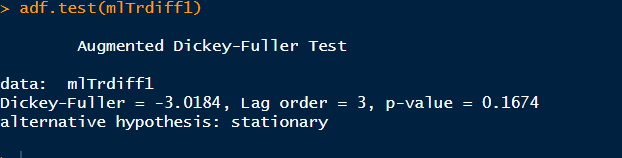 > adf.test(mlTrdiff1)
Augmented Dickey-Fuller Test
data:  mlTrdiff1
Dickey-Fuller = -3.0184, Lag order = 3, p-value = 0.1674
alternative hypothesis: stationary